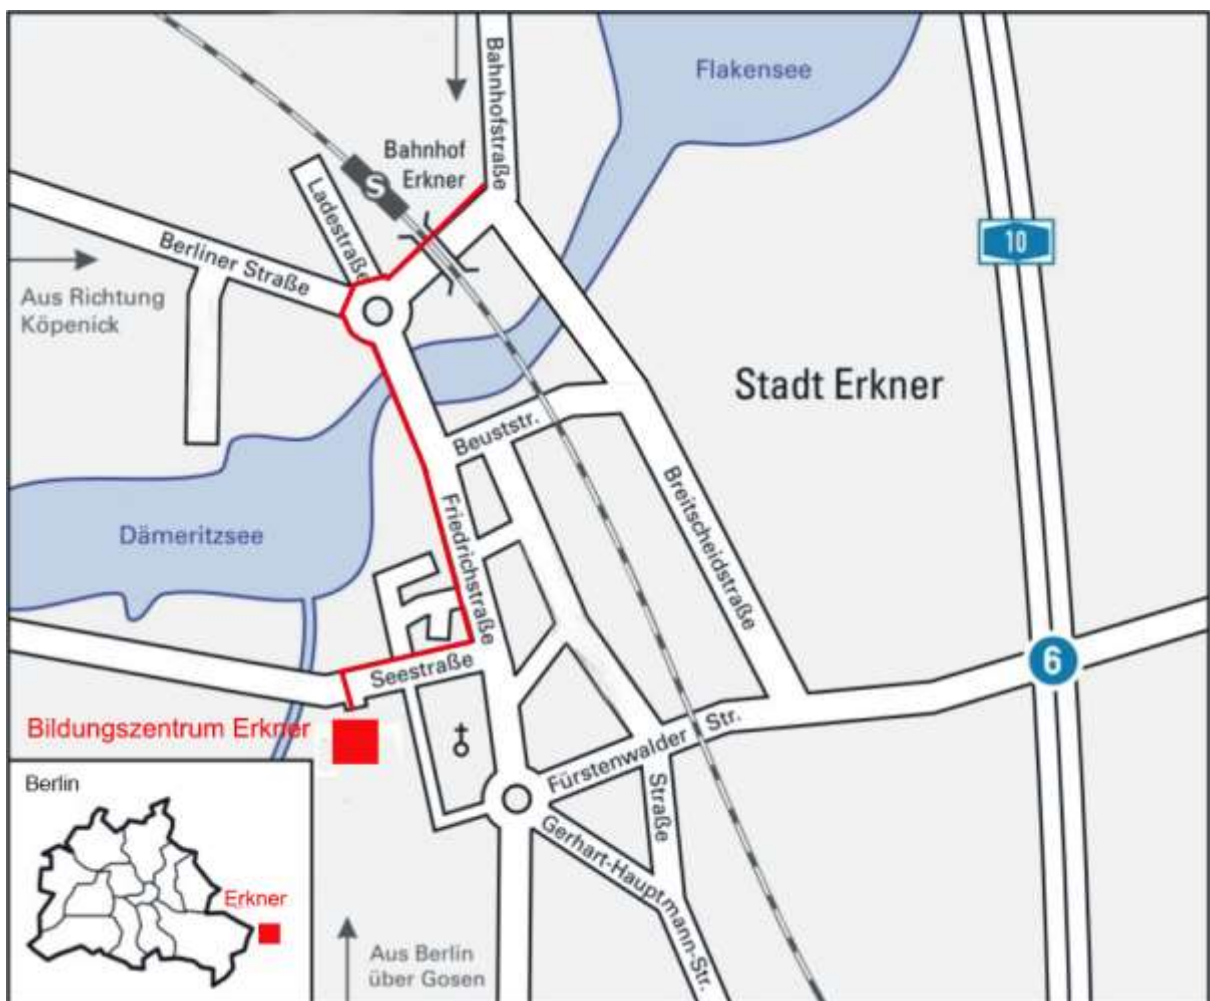 Flakensee
Bahnhofstraße
Bahnhof
Erkner
S
Ladestraße
Berliner Straße
10
Aus Richtung
Köpenick
Stadt Erkner
Beuststr.
Breitscheidstraße
Friedrichstraße
Dämeritzsee
6
Seestraße
Bildungszentrum Erkner
Fürstenwalder Str.
Straße
Gerhart-Hauptmann-Str.
Berlin
Erkner
Aus Berlin
über Gosen